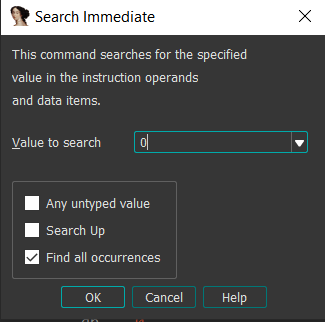 Search Immediate
This command searches for the specified
value in the instruction operands
and data items.
Value to search 0
Any untyped value
Search Up
Find all occurrences
OK Cancel Help